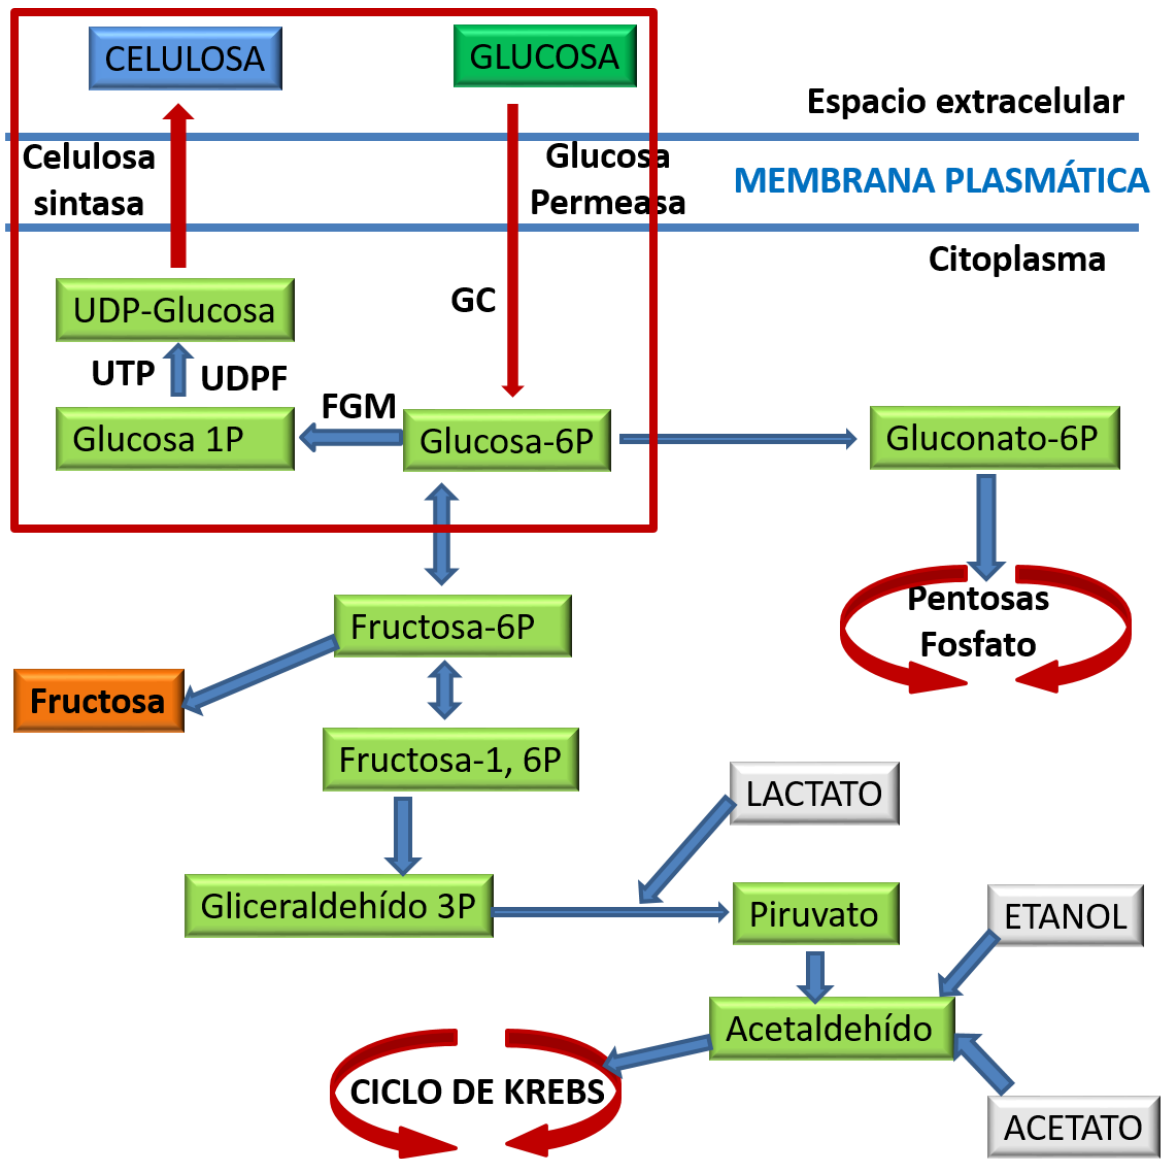 CELULOSA
GLUCOSA
Espacio extracelular
Celulosa
sintasa
Glucosa
Permeasa
MEMBRANA PLASMÁTICA
Citoplasma
UDP-Glucosa
GC
UTP
UDPF
FGM
Glucosa 1P
Glucosa-6P
Gluconato-6P
Pentosas
Fosfato
Fructosa-6P
Fructosa
Fructosa-1, 6P
LACTATO
Gliceraldehído 3P
Piruvato
ETANOL
Acetaldehído
CICLO DE KREBS
ACETATO